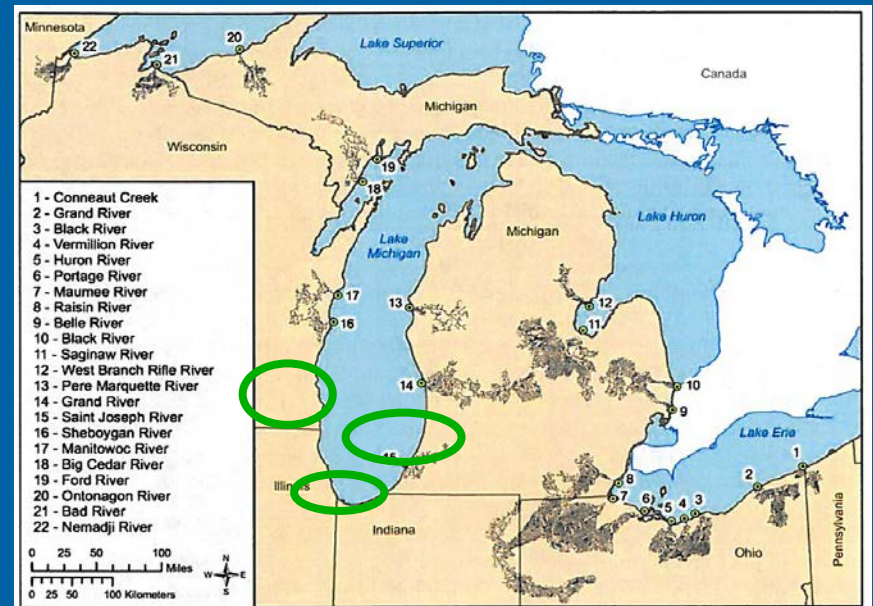 Minnesota
22
21
20
Lake Superior
Canada
Michigan
Wisconsin
19
18
1 - Conneaut Creek
2 - Grand River
3 - Black River
4 - Vermillion River
5 - Huron River
6 - Portage River
7 - Maumee River
8 - Raisin River
9 - Belle River
10 - Black River
11 - Saginaw River
12 - West Branch Rifle River
13 - Pere Marquette River
14 - Grand River
15 - Saint Joseph River
16 - Sheboygan River
17 - Manitowoc River
18 - Big Cedar River
19 - Ford River
20 - Ontonagon River
21 - Bad River
22 - Nemadji River
0 25 50 100
Miles
0 25 50 100 Kilometers
N
W E
S
Lake
Michigan
Michigan
Lake Huron
17
16
13
12
11
14
10
9
15
Lake Erie
Illinois
Indiana
8
7
6
5
4
3
2
1
Ohio
Pennsylvania